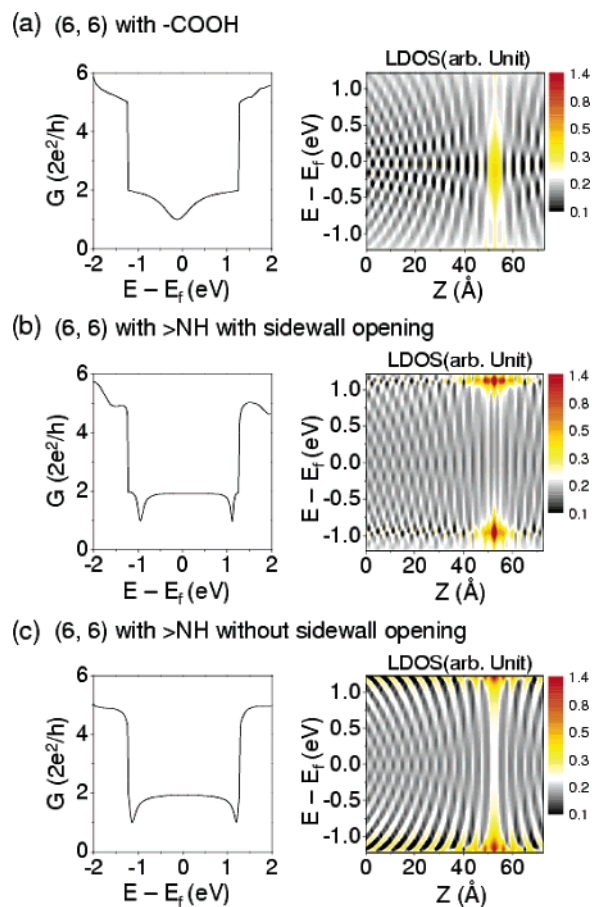 (a) (6, 6) with -COOH
LDOS(arb. Unit)
6
4
2
0
G (2e²/h)
-2 -1 0 1 2
E – Ef (eV)
1.0
0.5
0.0
-0.5
-1.0
E – Ef (eV)
0 20 40 60
Z (Å)
1.4
0.8
0.5
0.3
0.2
0.1
(b) (6, 6) with >NH with sidewall opening
LDOS(arb. Unit)
6
4
2
0
G (2e²/h)
-2 -1 0 1 2
E – Ef (eV)
1.0
0.5
0.0
-0.5
-1.0
E – Ef (eV)
0 20 40 60
Z (Å)
1.4
0.8
0.5
0.3
0.2
0.1
(c) (6, 6) with >NH without sidewall opening
LDOS(arb. Unit)
6
4
2
0
G (2e²/h)
-2 -1 0 1 2
E – Ef (eV)
1.0
0.5
0.0
-0.5
-1.0
E – Ef (eV)
0 20 40 60
Z (Å)
1.4
0.8
0.5
0.3
0.2
0.1